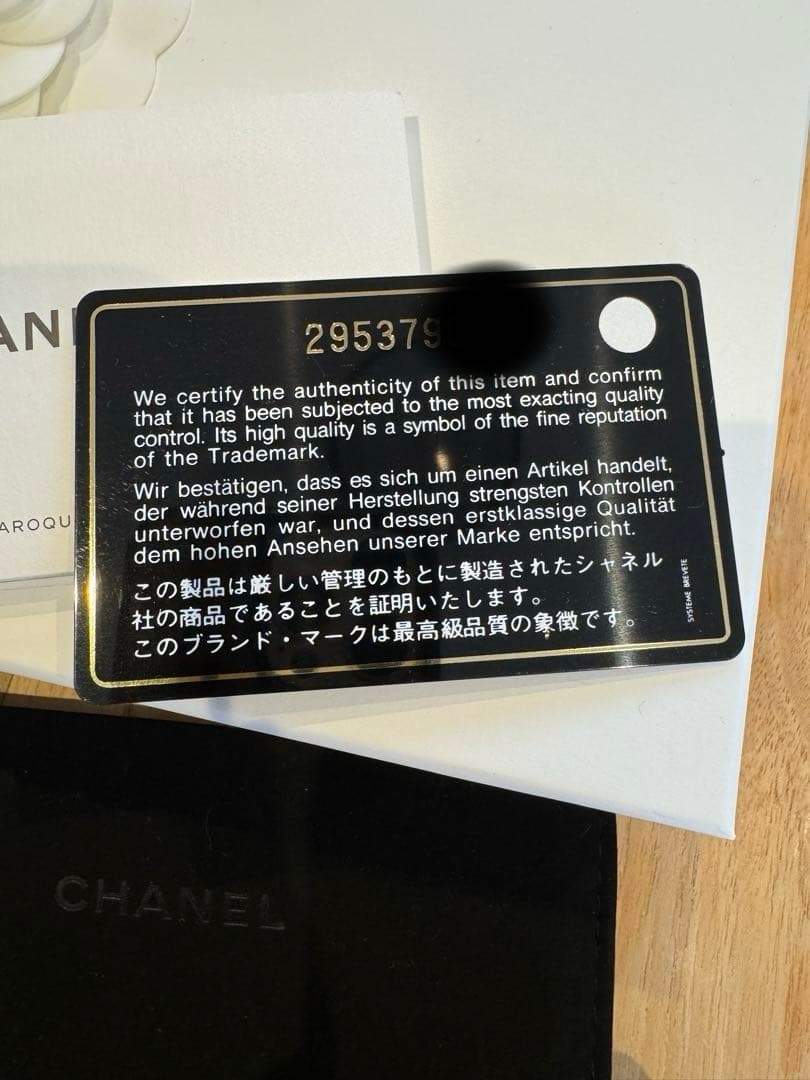 295379
We certify the authenticity of this item and confirm
that it has been subjected to the most exacting quality
control. Its high quality is a symbol of the fine reputation
of the Trademark.
Wir bestätigen, dass es sich um einen Artikel handelt,
der während seiner Herstellung strengsten Kontrollen
unterworfen war, und dessen erstklassige Qualität
dem hohen Ansehen unserer Marke entspricht.
この製品は厳しい管理のもとに製造されたシャネル
社の商品であることを証明いたします。
このブランド・マークは最高級品質の象徴です。
SYSTEME BREVETE
CHANEL